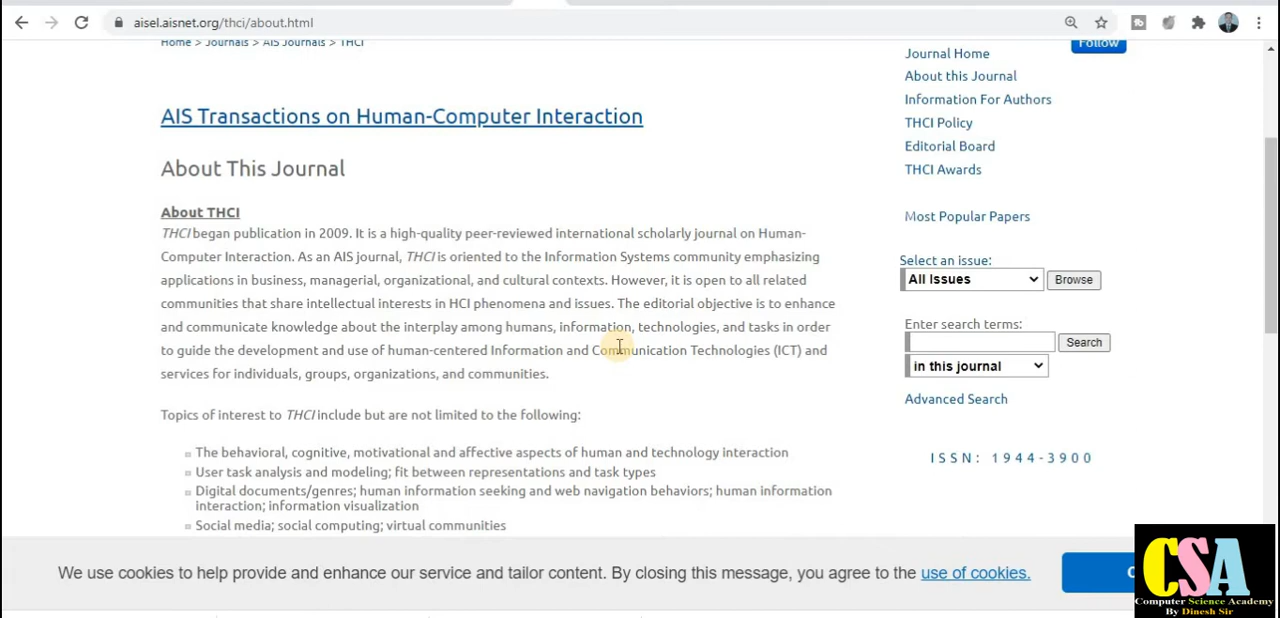 aisel.aisnet.org/thci/about.html
Home > Journals > AIS Journals > THCI
Follow
AIS Transactions on Human-Computer Interaction
About This Journal
About THCI
THCI began publication in 2009. It is a high-quality peer-reviewed international scholarly journal on Human-
Computer Interaction. As an AIS journal, THCI is oriented to the Information Systems community emphasizing
applications in business, managerial, organizational, and cultural contexts. However, it is open to all related
communities that share intellectual interests in HCI phenomena and issues. The editorial objective is to enhance
and communicate knowledge about the interplay among humans, information, technologies, and tasks in order
to guide the development and use of human-centered Information and Communication Technologies (ICT) and
services for individuals, groups, organizations, and communities.
Topics of interest to THCI include but are not limited to the following:
The behavioral, cognitive, motivational and affective aspects of human and technology interaction
User task analysis and modeling; fit between representations and task types
Digital documents/genres; human information seeking and web navigation behaviors; human information
interaction; information visualization
Social media; social computing; virtual communities
Journal Home
About this Journal
Information For Authors
THCI Policy
Editorial Board
THCI Awards
Most Popular Papers
Select an issue:
All Issues
Browse
Enter search terms:
Search
in this journal
Advanced Search
ISSN: 1944-3900
We use cookies to help provide and enhance our service and tailor content. By closing this message, you agree to the use of cookies.
CSA
Computer Science Academy
By Dinesh Sir